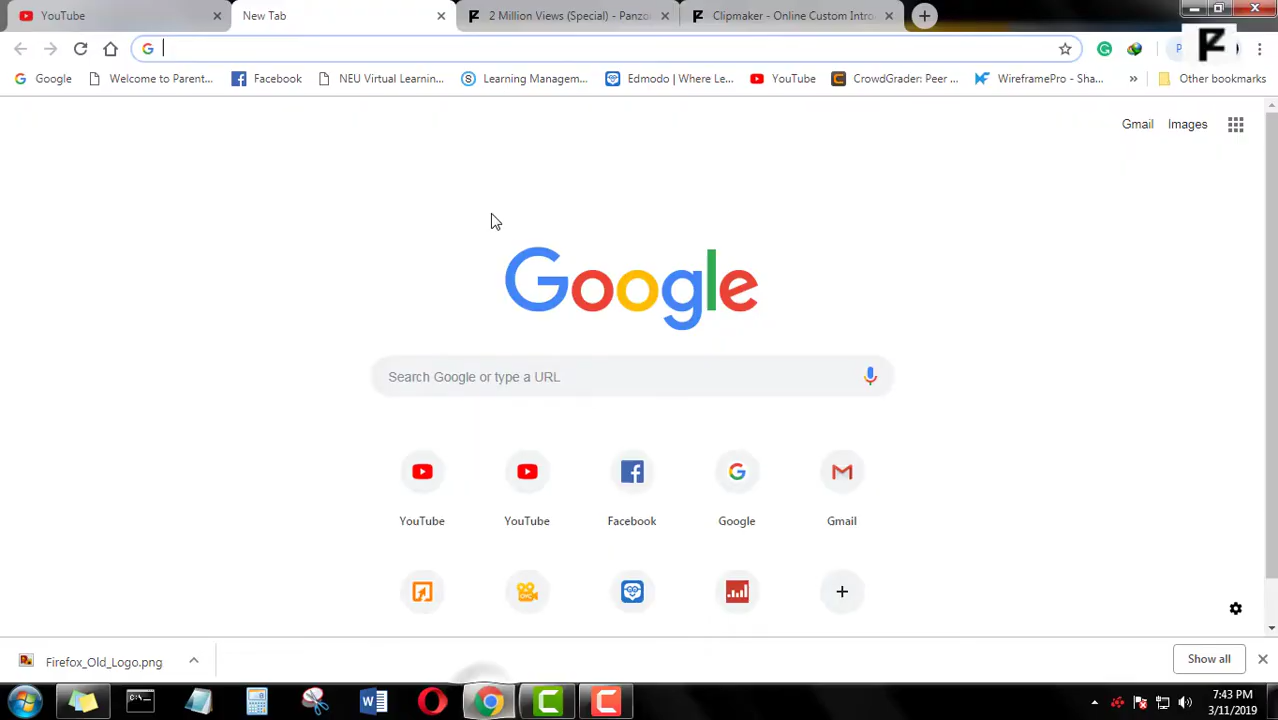 YouTube
New Tab
2 Million Views (Special) - Panzo
Clipmaker - Online Custom Intro
Google
Welcome to Parent...
Facebook
NEU Virtual Learning...
Learning Managem...
Edmodo | Where Le...
YouTube
CrowdGrader: Peer ...
WireframePro - Sha...
»
Other bookmarks
Gmail
Images
Google
Search Google or type a URL
YouTube
YouTube
Facebook
Google
Gmail
Firefox_Old_Logo.png
Show all
7:43 PM
3/11/2019